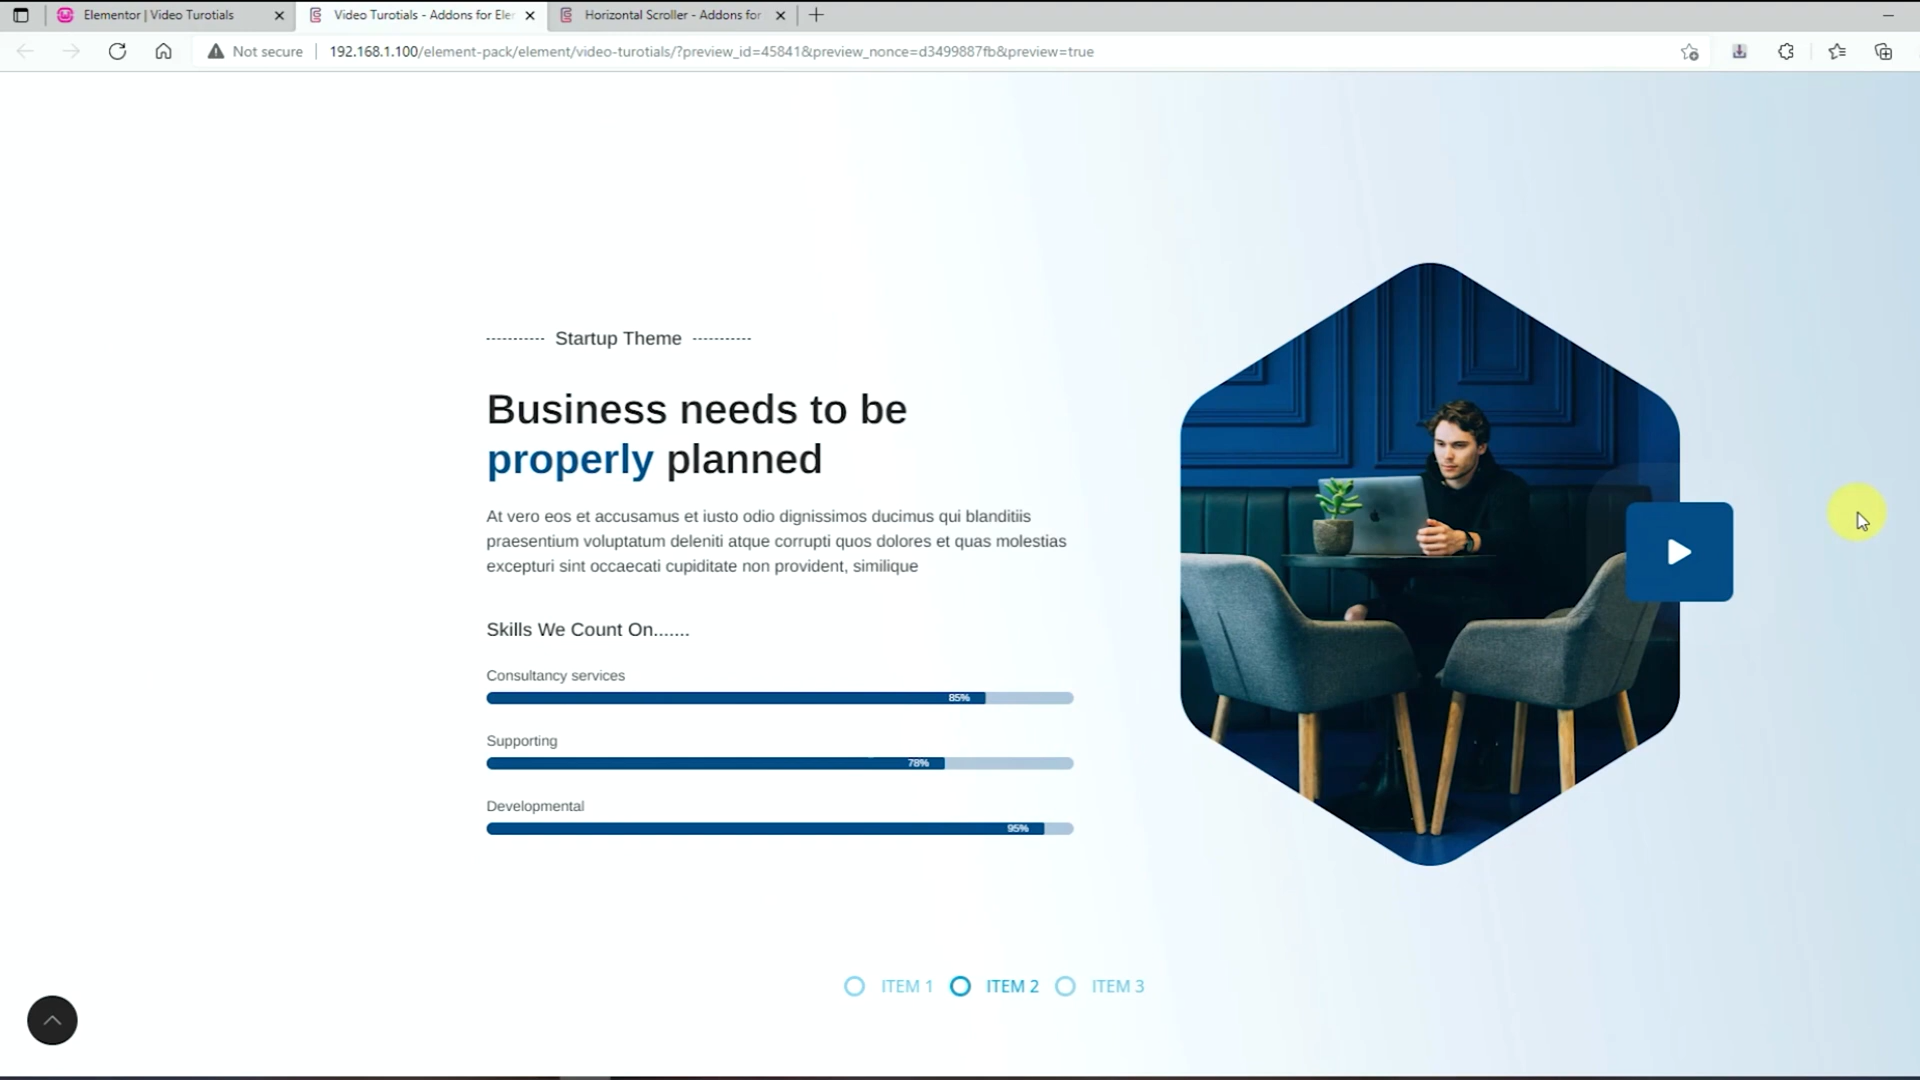 Elementor | Video Turotials
Video Turotials - Addons for Eler
Horizontal Scroller - Addons for
Not secure
192.168.1.100/element-pack/element/video-turotials/?preview_id=45841&preview_nonce=d3499887fb&preview=true
Startup Theme
Business needs to be
properly planned
At vero eos et accusamus et iusto odio dignissimos ducimus qui blanditiis
praesentium voluptatum deleniti atque corrupti quos dolores et quas molestias
excepturi sint occaecati cupiditate non provident, similique
Skills We Count On.......
Consultancy services
85%
Supporting
78%
Developmental
95%
ITEM 1
ITEM 2
ITEM 3